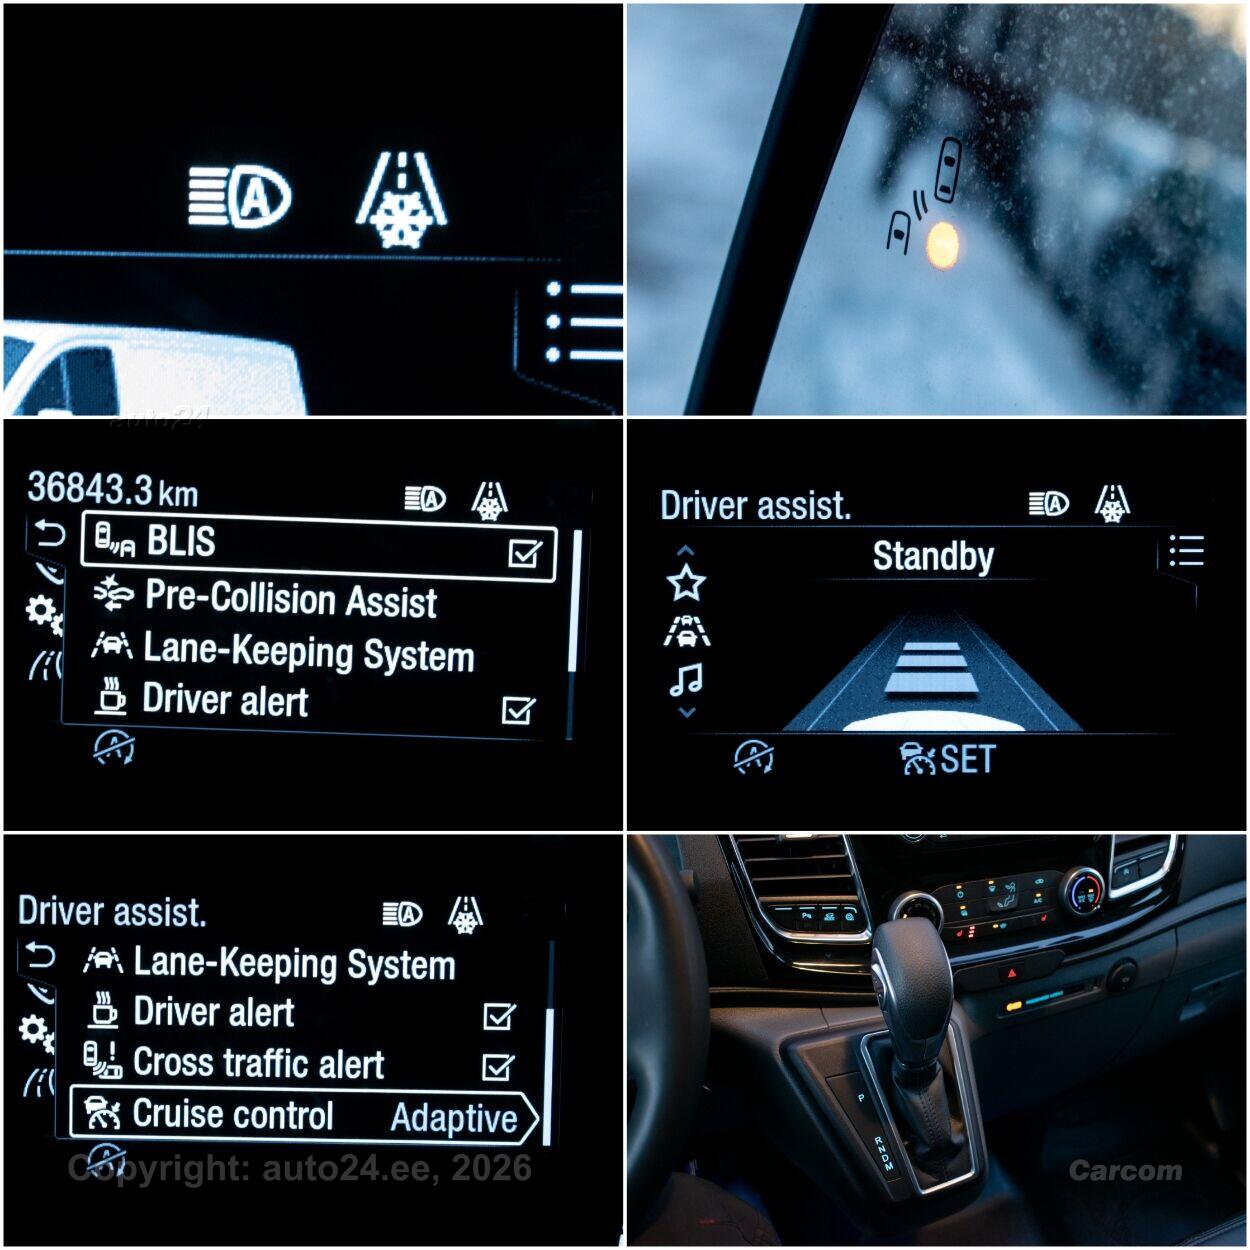 A
auto24
36843.3 km
A
BLIS
Pre-Collision Assist
Lane-Keeping System
Driver alert
A
Driver assist.
A
Standby
A
SET
Driver assist.
A
Lane-Keeping System
Driver alert
Cross traffic alert
Cruise control Adaptive
A
Copyright: auto24.ee, 2026
A/C
P
R
N
D
M
Carcom